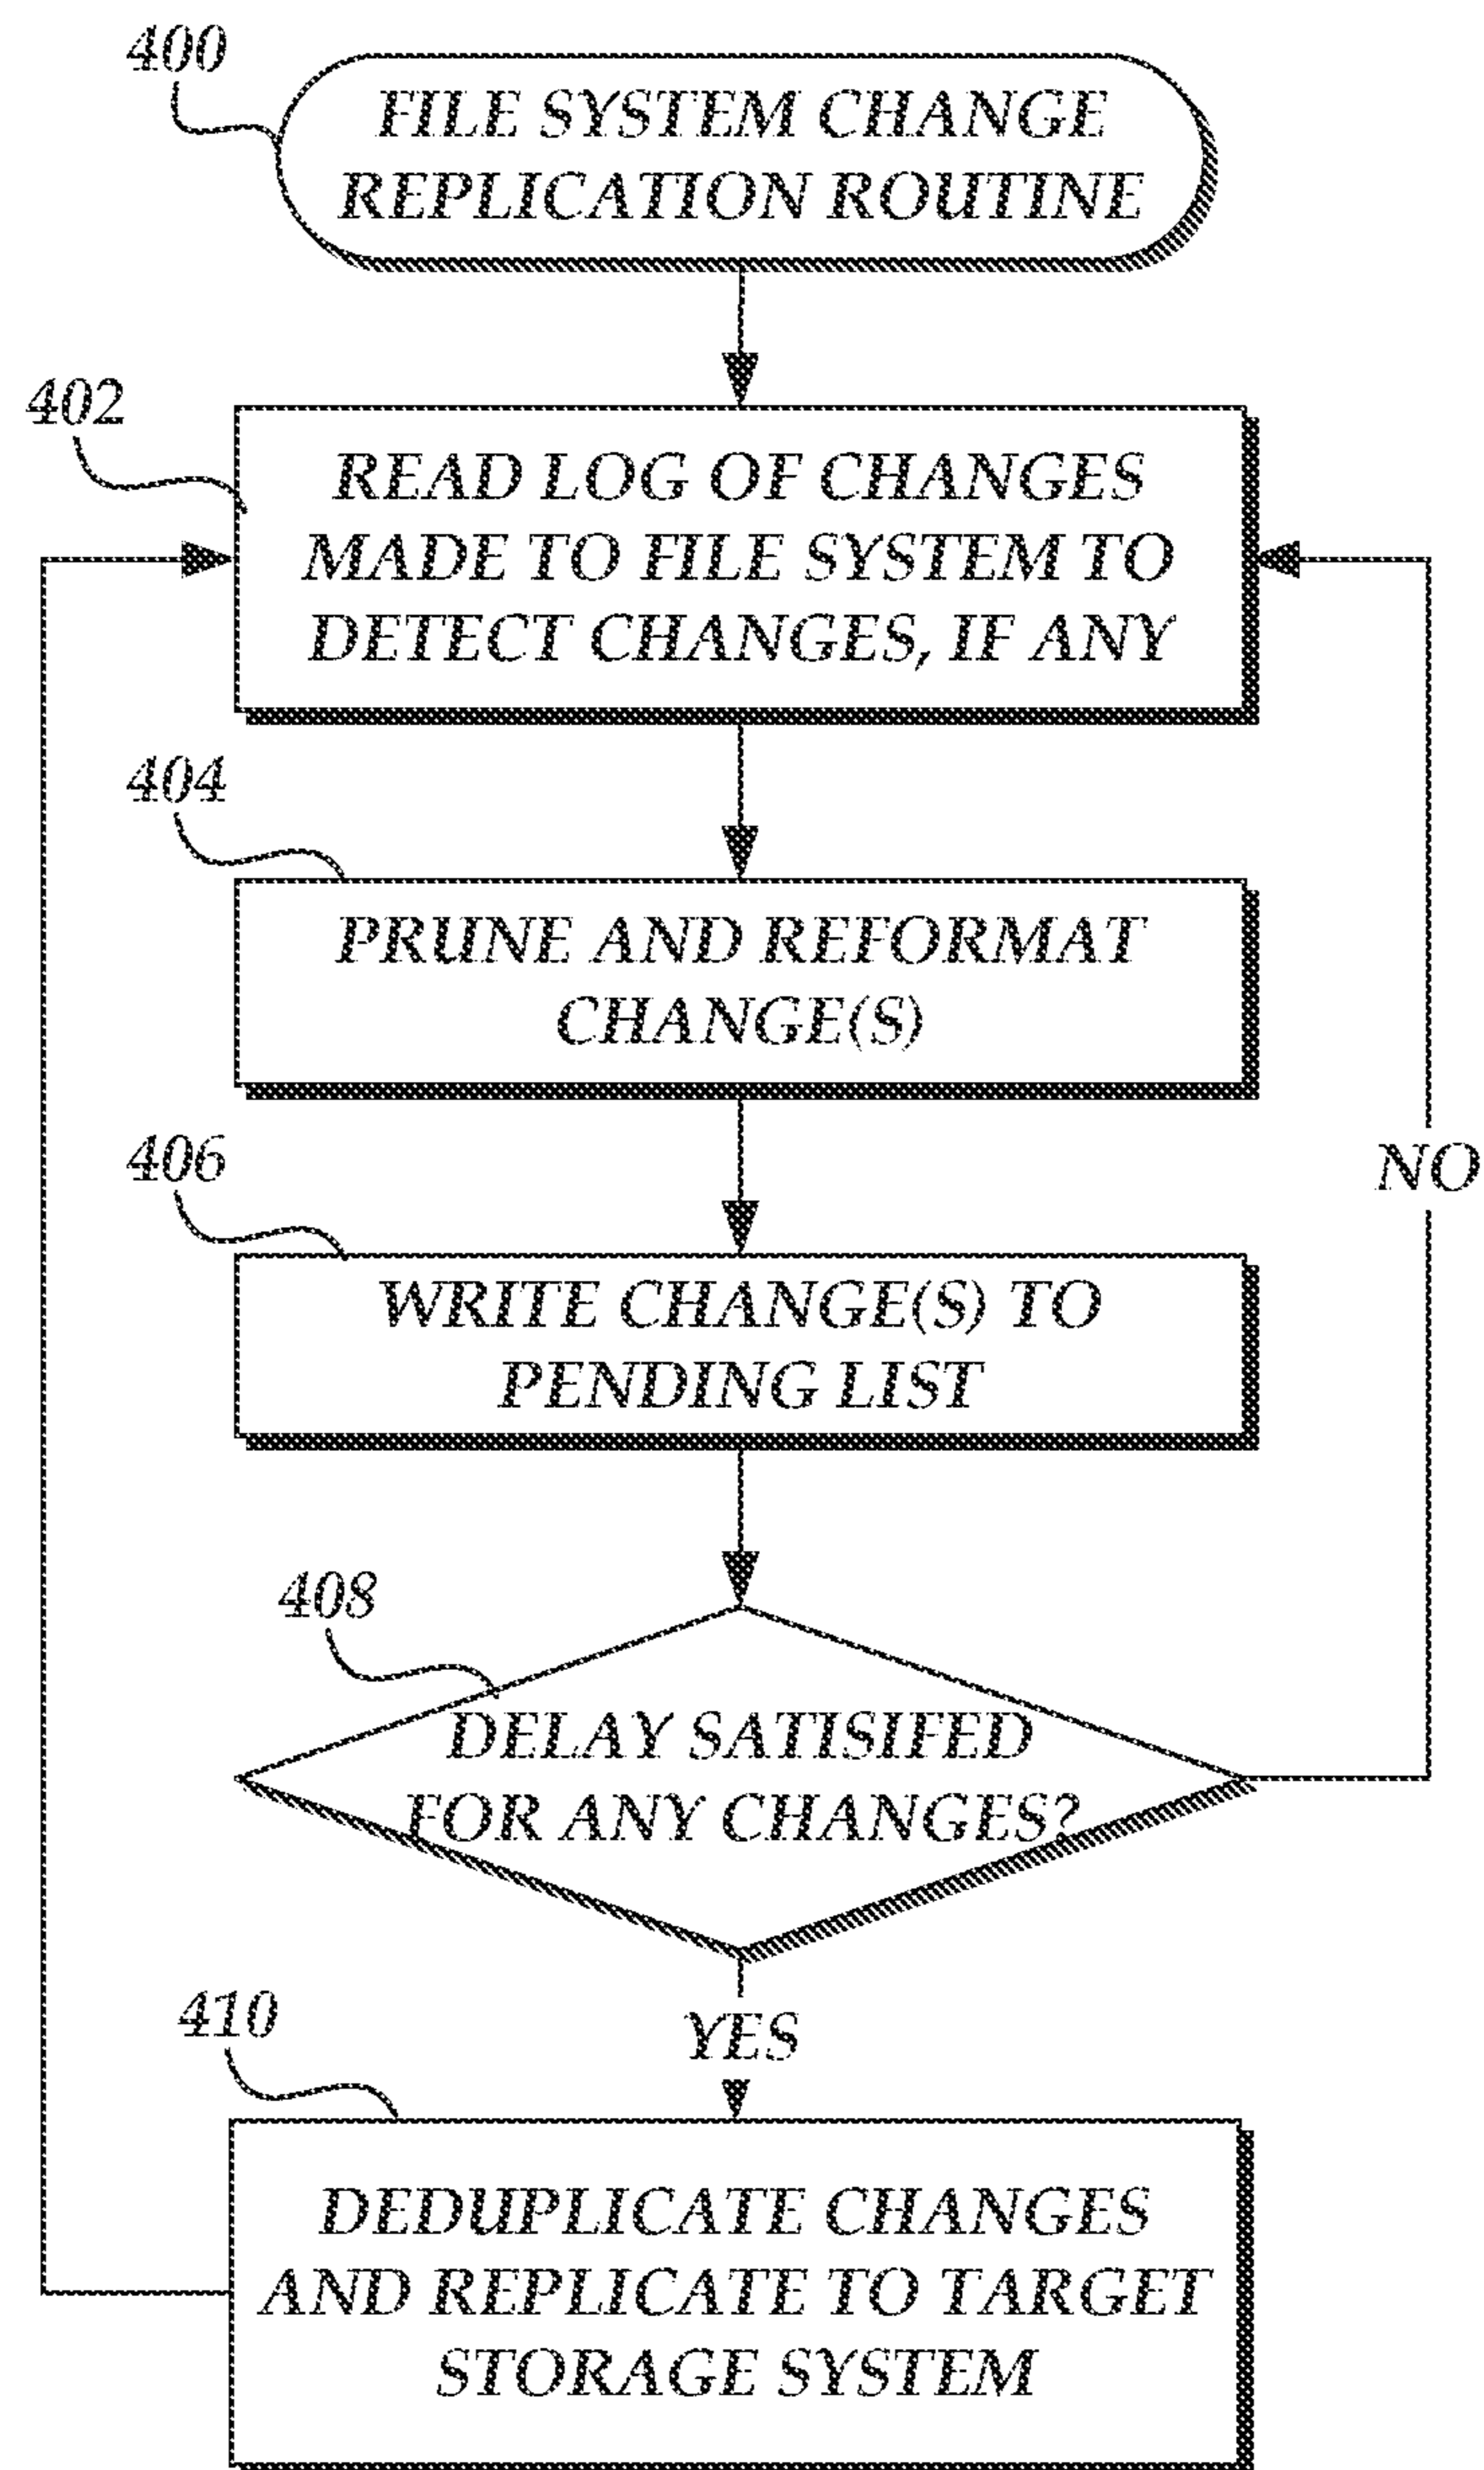 400
FILE SYSTEM CHANGE
REPLICATION ROUTINE
402
READ LOG OF CHANGES
MADE TO FILE SYSTEM TO
DETECT CHANGES, IF ANY
404
PRUNE AND REFORMAT
CHANGE(S)
406
NO
WRITE CHANGE(S) TO
PENDING LIST
408
DELAY SATISIFED
FOR ANY CHANGES?
410
YES
DEDUPLICATE CHANGES
AND REPLICATE TO TARGET
STORAGE SYSTEM